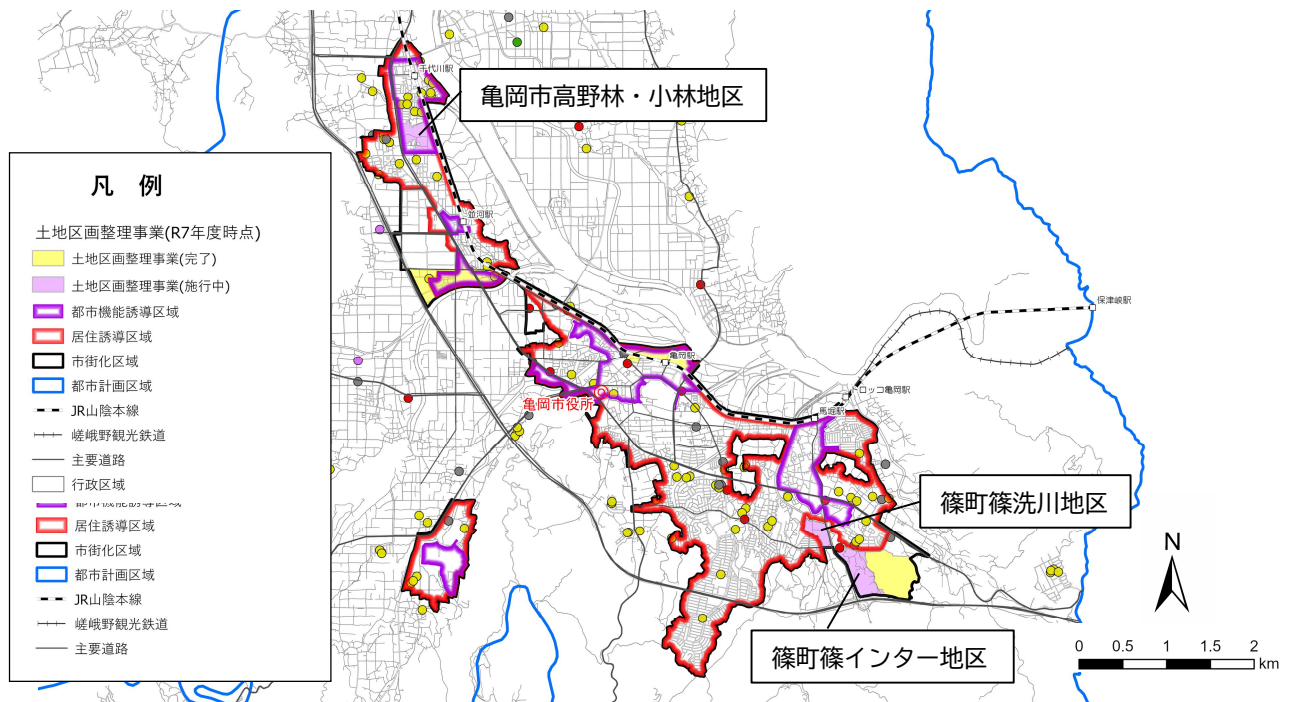 千代川駅
亀岡市高野林・小林地区
凡 例
土地区画整理事業(R7年度時点)
土地区画整理事業(完了)
土地区画整理事業(施行中)
都市機能誘導区域
居住誘導区域
市街化区域
都市計画区域
JR山陰本線
嵯峨野観光鉄道
主要道路
行政区域
都市機能誘導区域
居住誘導区域
市街化区域
都市計画区域
JR山陰本線
嵯峨野観光鉄道
主要道路
並河駅
保津峡駅
亀岡駅
トロッコ亀岡駅
亀岡市役所
馬堀駅
篠町篠洗川地区
篠町篠インター地区
N
0 0.5 1 1.5 2
km